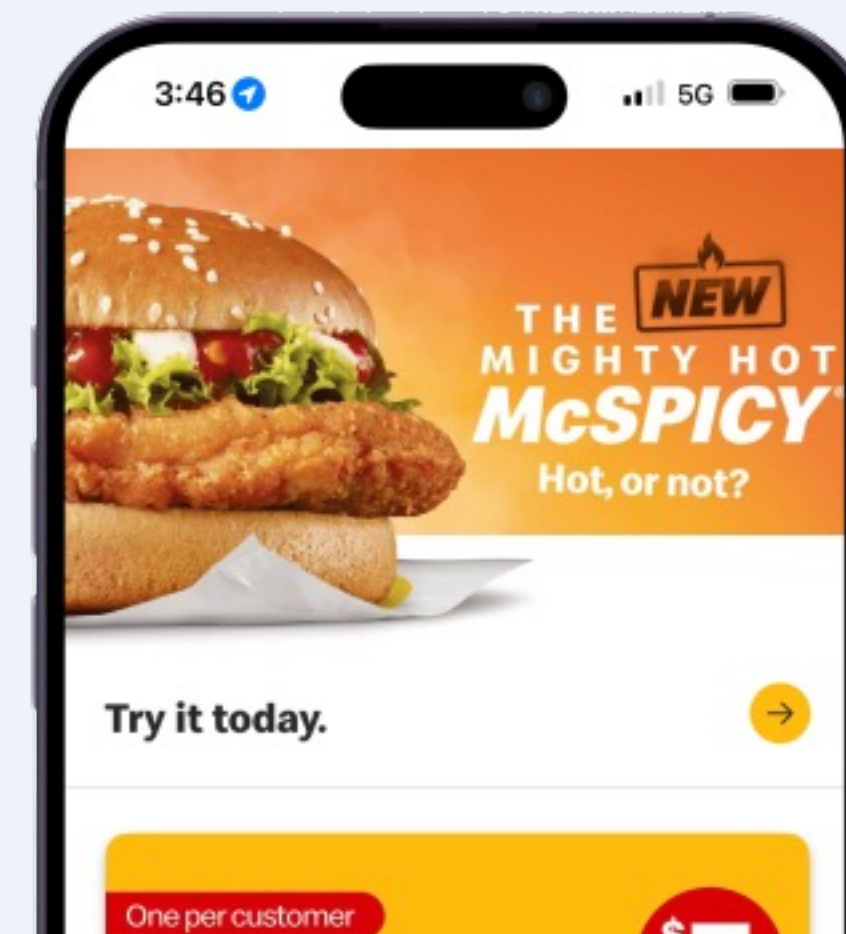 3:46
5G
NEW
THE
MIGHTY HOT
McSPICY®
Hot, or not?
Try it today.
One per customer
$